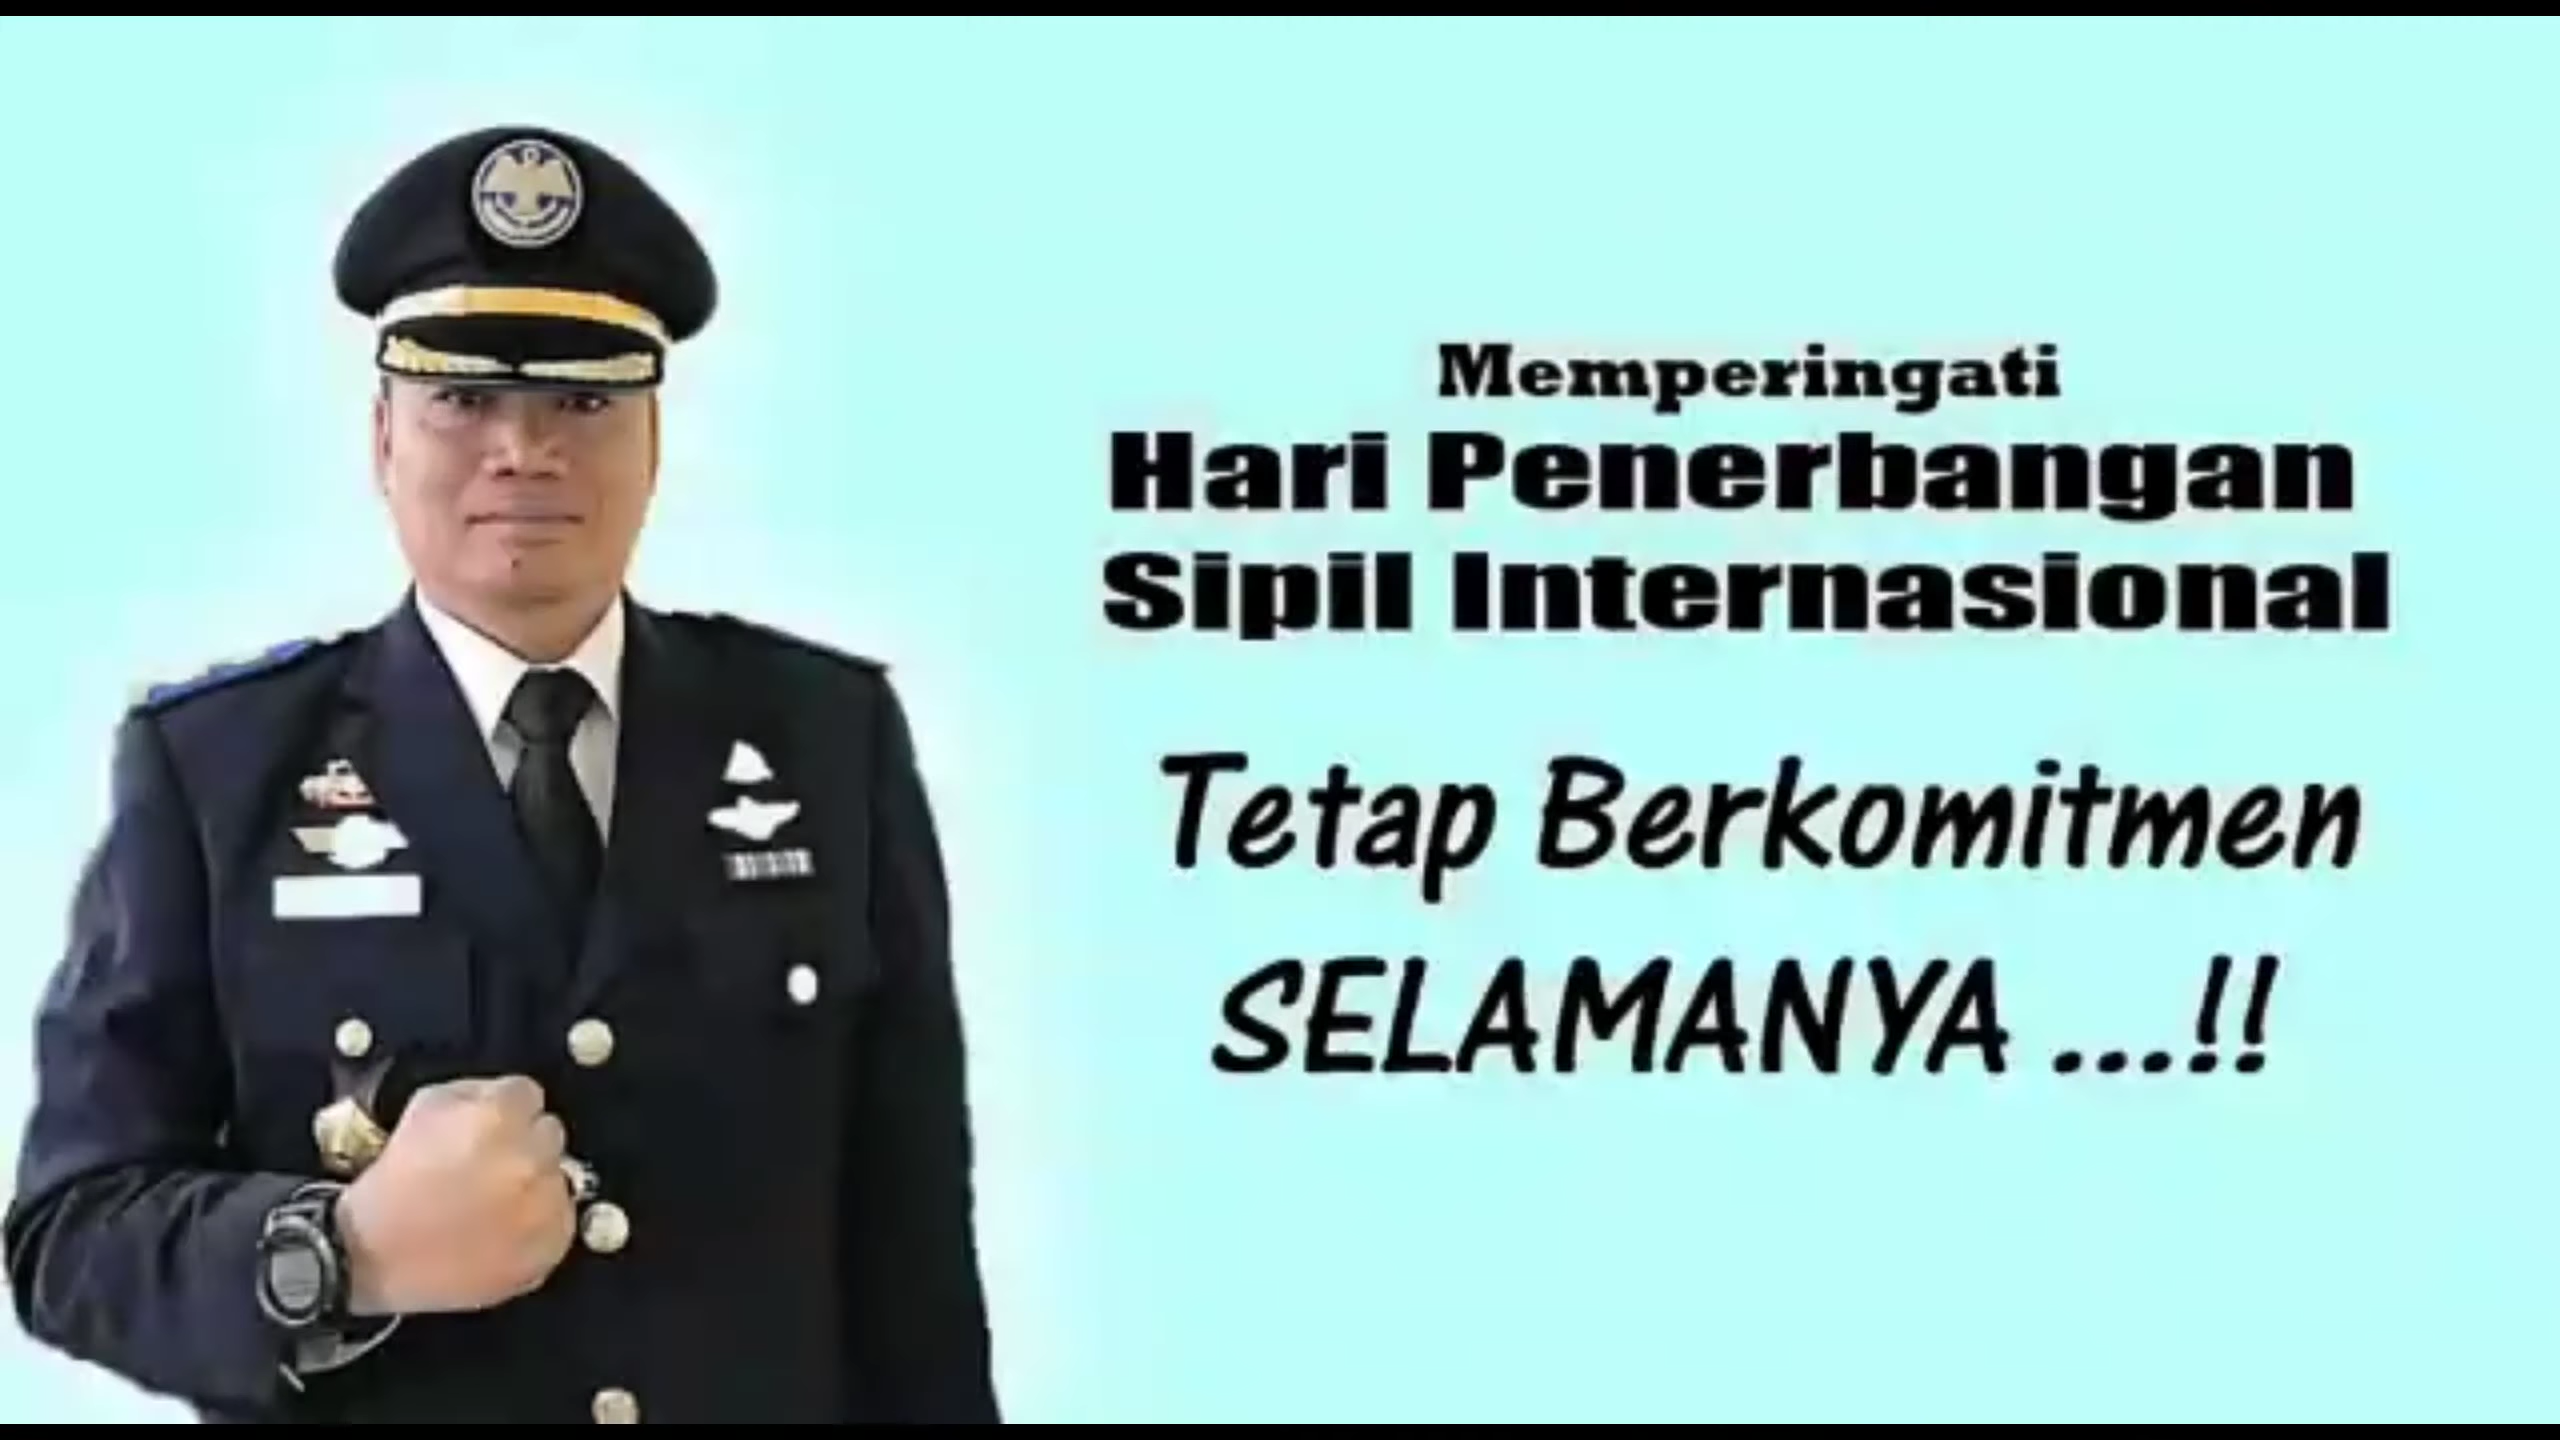 Memperingati
Hari Penerbangan
Sipil Internasional
Tetap Berkomitmen
SELAMANYA ...!!